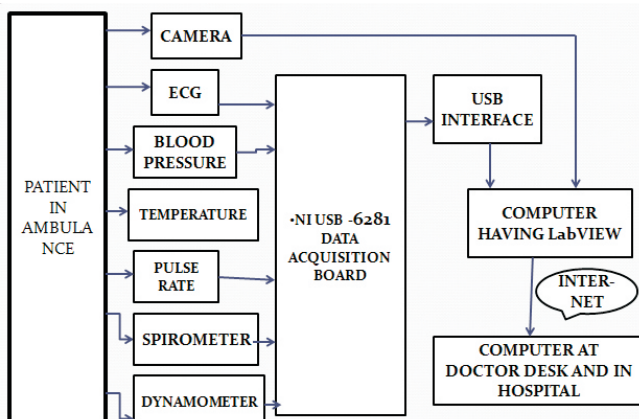 CAMERA
ECG
BLOOD
PRESSURE
PATIENT
IN
AMBULA
NCE
TEMPERATURE
PULSE
RATE
SPIROMETER
DYNAMOMETER
•NI USB -6281
DATA
ACQUISITION
BOARD
USB
INTERFACE
COMPUTER
HAVING LabVIEW
INTER-
NET
COMPUTER AT
DOCTOR DESK AND IN
HOSPITAL